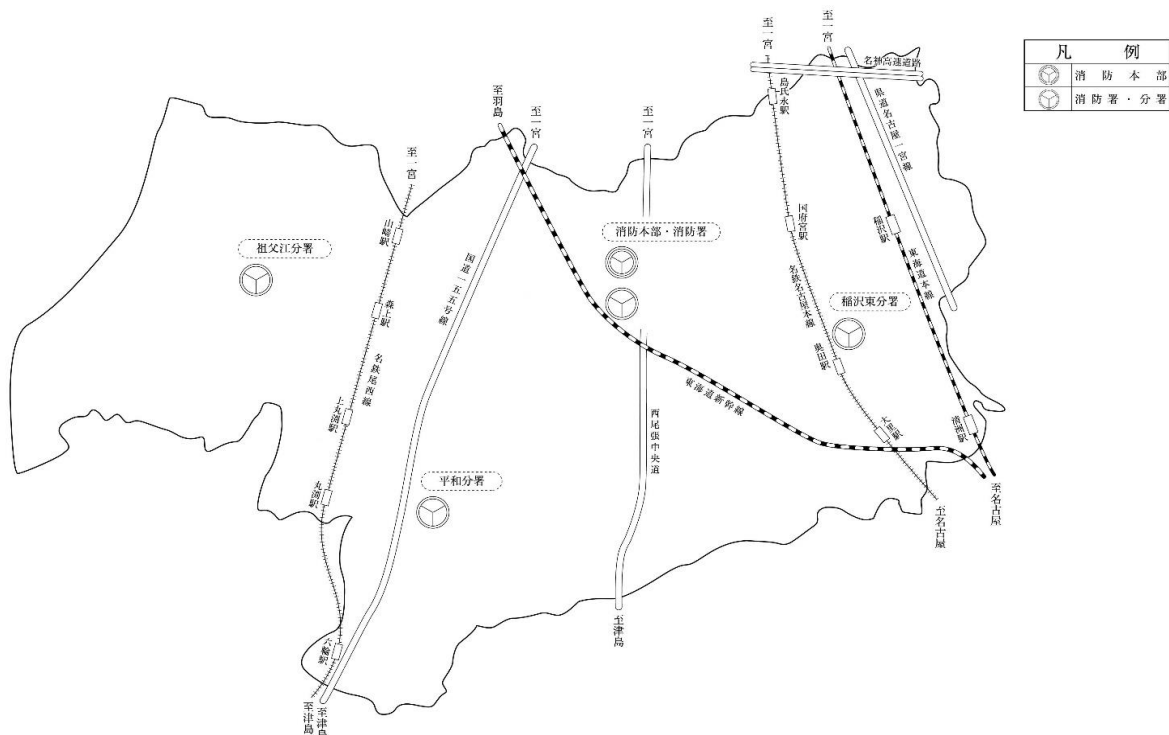 凡例
消防本部
消防署・分署
至一宮
至一宮
名神高速道路
島氏永駅
県道名古屋一宮線
至羽島
至一宮
至一宮
至一宮
山崎駅
国府宮駅
稲沢駅
消防本部・消防署
祖父江分署
国道一五五号線
東海道本線
名鉄名古屋本線
稲沢東分署
森上駅
名鉄尾西線
奥田駅
東海道新幹線
上丸渕駅
西尾張中央道
大里駅
清洲駅
平和分署
丸渕駅
至名古屋
至名古屋
至津島
六輪駅
至津島
至津島